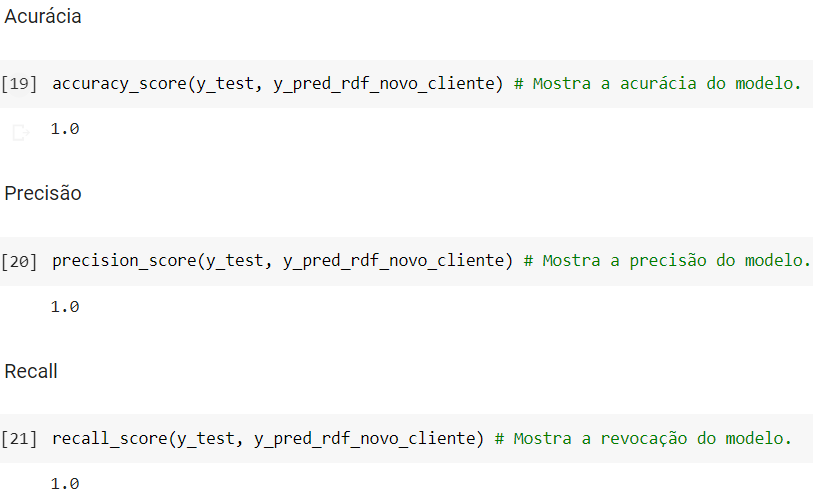 Acurácia
[19] accuracy_score(y_test, y_pred_rdf_novo_cliente) # Mostra a acurácia do modelo.
1.0
Precisão
[20] precision_score(y_test, y_pred_rdf_novo_cliente) # Mostra a precisão do modelo.
1.0
Recall
[21] recall_score(y_test, y_pred_rdf_novo_cliente) # Mostra a revocação do modelo.
1.0